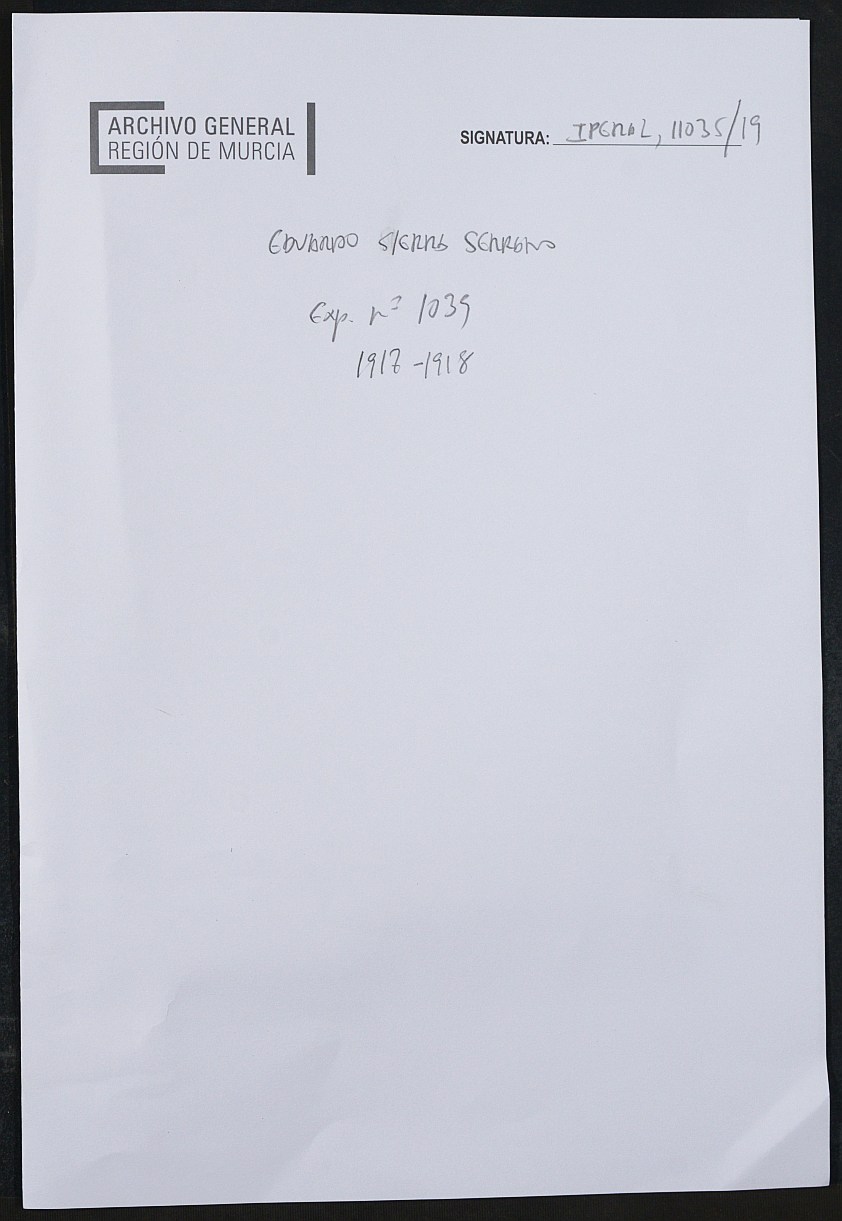 ARCHIVO GENERAL
REGIÓN DE MURCIA
SIGNATURA: IPENAL, 11035/19
EDUARDO SIERRA SERRANO
Exp. nº 1039
1917-1918